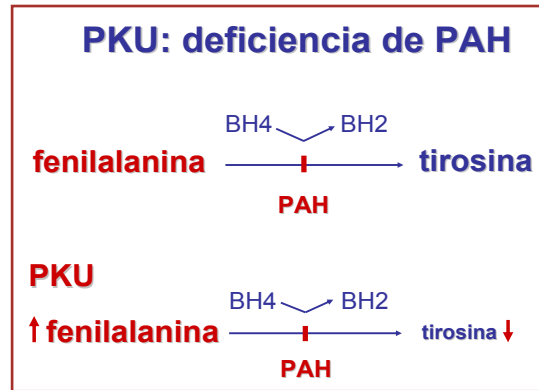 PKU: deficiencia de PAH
BH4 BH2
fenilalanina tirosina
PAH
PKU
BH4 BH2
fenilalanina tirosina
PAH